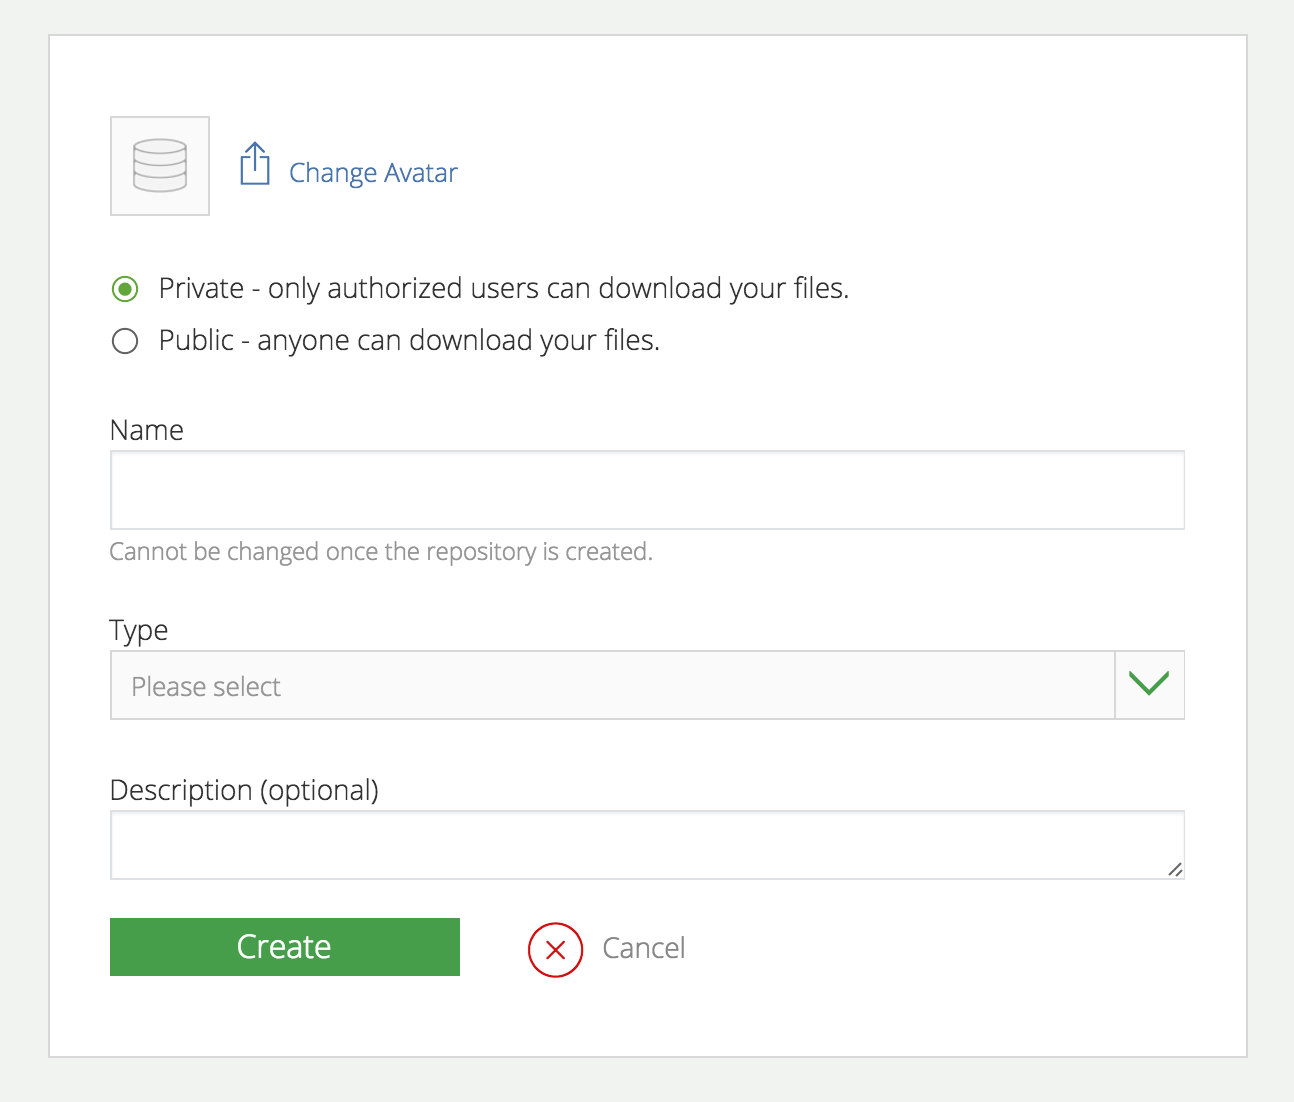 Change Avatar
Private - only authorized users can download your files.
Public - anyone can download your files.
Name
Cannot be changed once the repository is created.
Type
Please select
Description (optional)
Create
Cancel